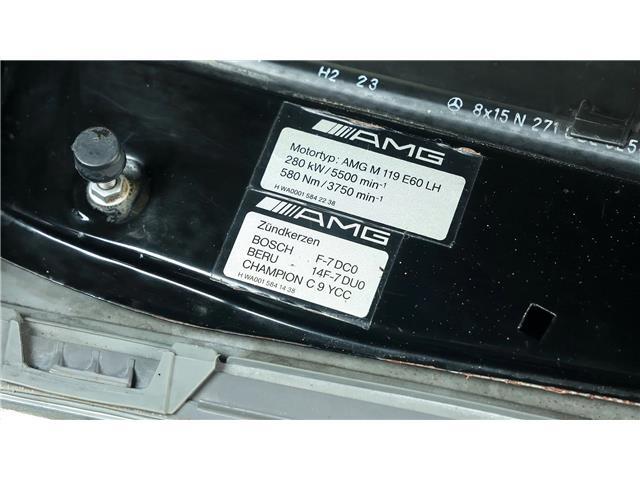 H2 23
8x15 N 271
AMG
Motortyp: AMG M 119 E60 LH
280 kW/5500 min⁻¹
580 Nm/3750 min⁻¹
H WA0001 584 22 38
AMG
Zündkerzen
BOSCH F-7 DC0
BERU 14F-7 DU0
CHAMPION C 9 YCC
H WA001 584 14 38